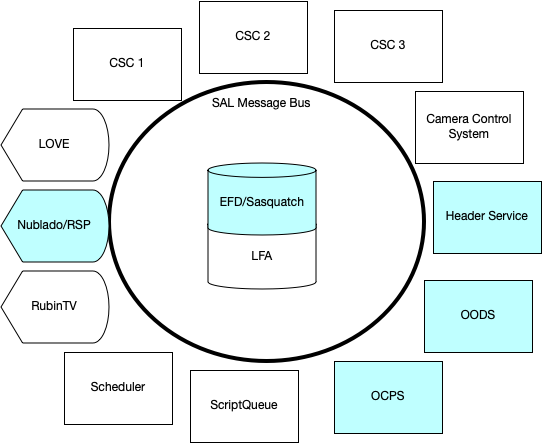 CSC 2
CSC 3
CSC 1
SAL Message Bus
Camera Control
System
LOVE
EFD/Sasquatch
Header Service
Nublado/RSP
LFA
RubinTV
OODS
Scheduler
OCPS
ScriptQueue